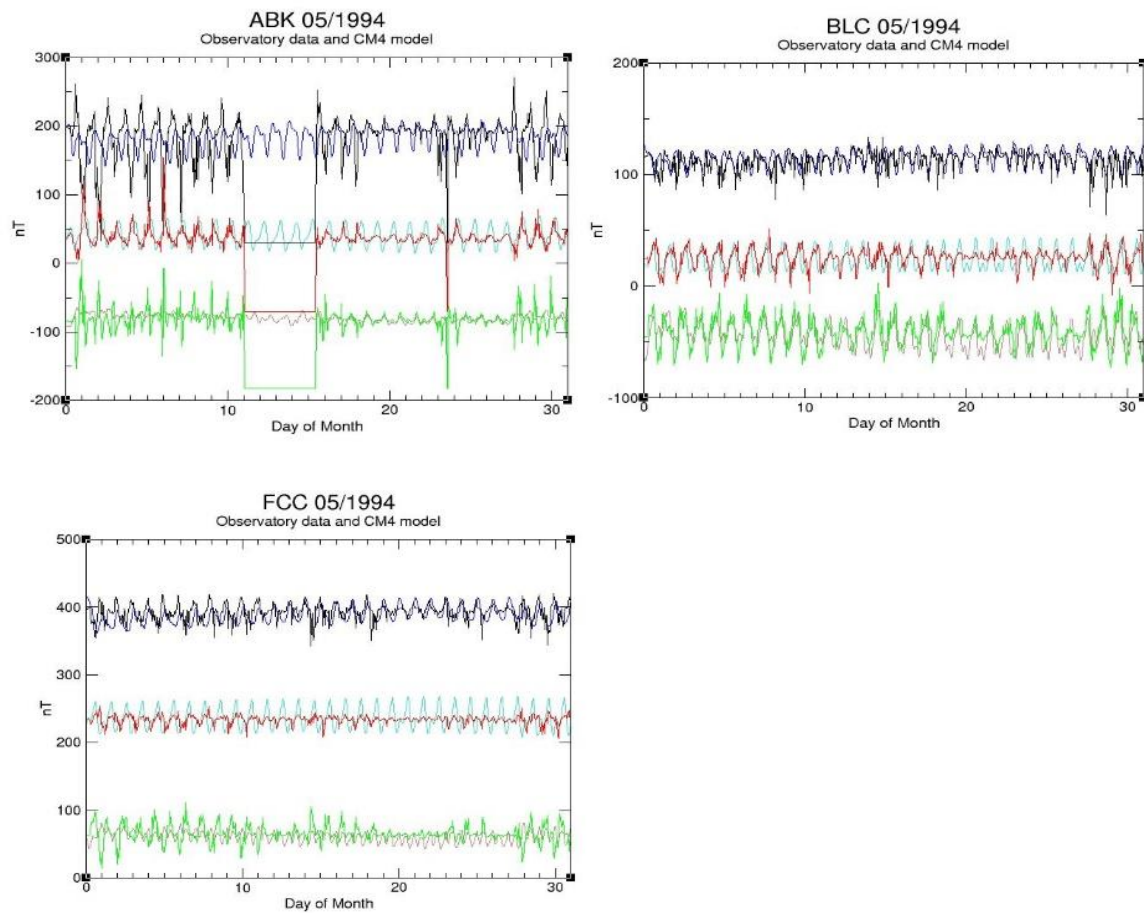 ABK 05/1994
Observatory data and CM4 model
300
200
100
0
-100
-200
nT
0
10
20
30
Day of Month
BLC 05/1994
Observatory data and CM4 model
200
100
0
-100
nT
0
10
20
30
Day of Month
FCC 05/1994
Observatory data and CM4 model
500
400
300
200
100
0
nT
0
10
20
30
Day of Month